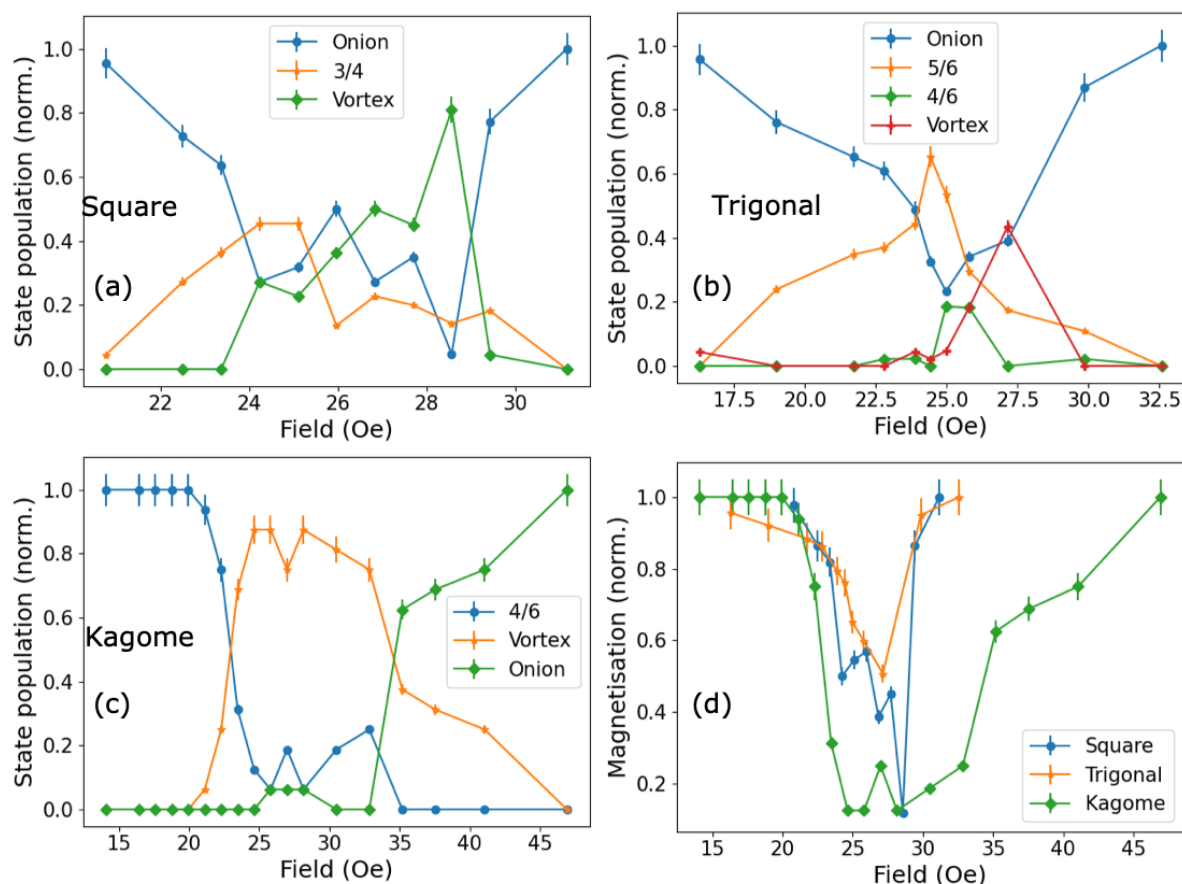 1.0
0.8
0.6
0.4
0.2
0.0
State population (norm.)
Onion
3/4
Vortex
Square
(a)
22 24 26 28 30
Field (Oe)
1.0
0.8
0.6
0.4
0.2
0.0
State population (norm.)
Onion
5/6
4/6
Vortex
Trigonal
(b)
17.5 20.0 22.5 25.0 27.5 30.0 32.5
Field (Oe)
1.0
0.8
0.6
0.4
0.2
0.0
State population (norm.)
4/6
Vortex
Onion
Kagome
(c)
15 20 25 30 35 40 45
Field (Oe)
1.0
0.8
0.6
0.4
0.2
Magnetisation (norm.)
(d)
Square
Trigonal
Kagome
15 20 25 30 35 40 45
Field (Oe)